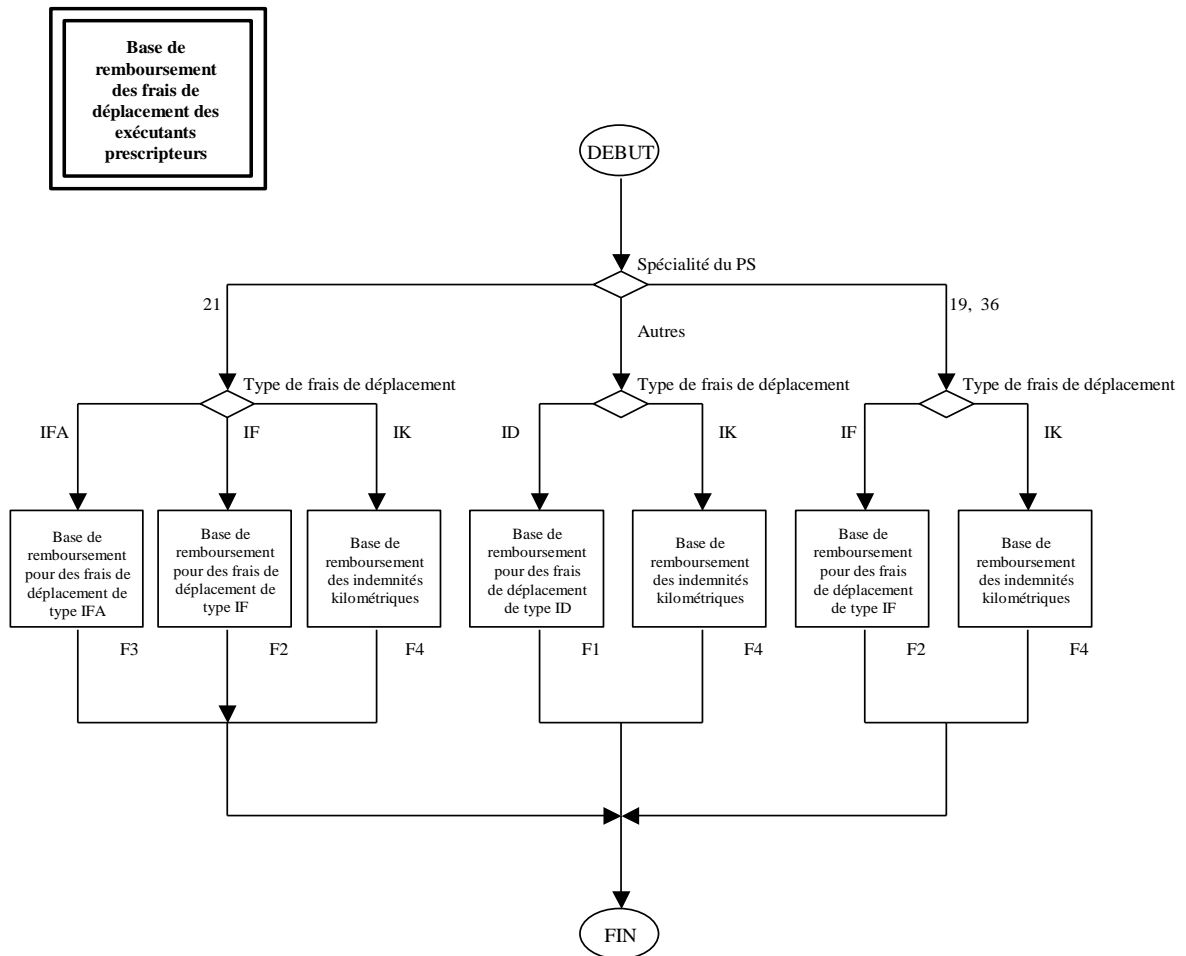 Base de
remboursement
des frais de
déplacement des
exécutants
prescripteurs
DEBUT
Spécialité du PS
21
Autres
19, 36
Type de frais de déplacement
Type de frais de déplacement
Type de frais de déplacement
IFA
IF
IK
ID
IK
IF
IK
Base de
remboursement
pour des frais de
déplacement de
type IFA
Base de
remboursement
pour des frais de
déplacement de
type IF
Base de
remboursement
des indemnités
kilométriques
Base de
remboursement
pour des frais
de déplacement
de type ID
Base de
remboursement
des indemnités
kilométriques
Base de
remboursement
pour des frais
de déplacement
de type IF
Base de
remboursement
des indemnités
kilométriques
F3
F2
F4
F1
F4
F2
F4
FIN